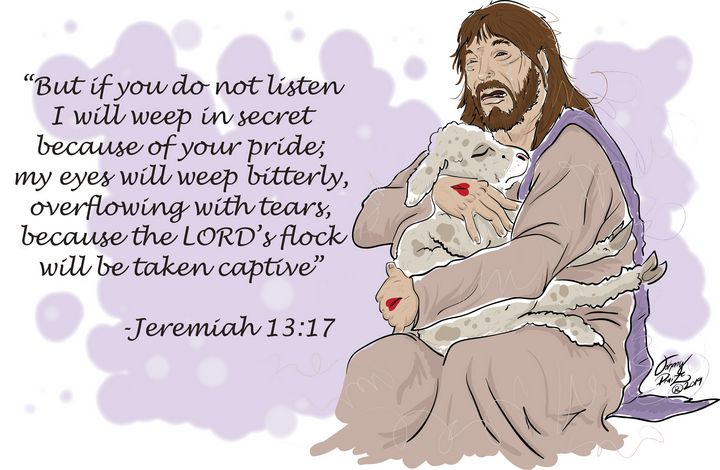 “But if you do not listen
I will weep in secret
because of your pride;
my eyes will weep bitterly,
overflowing with tears,
because the LORD’s flock
will be taken captive”
-Jeremiah 13:17
©2019